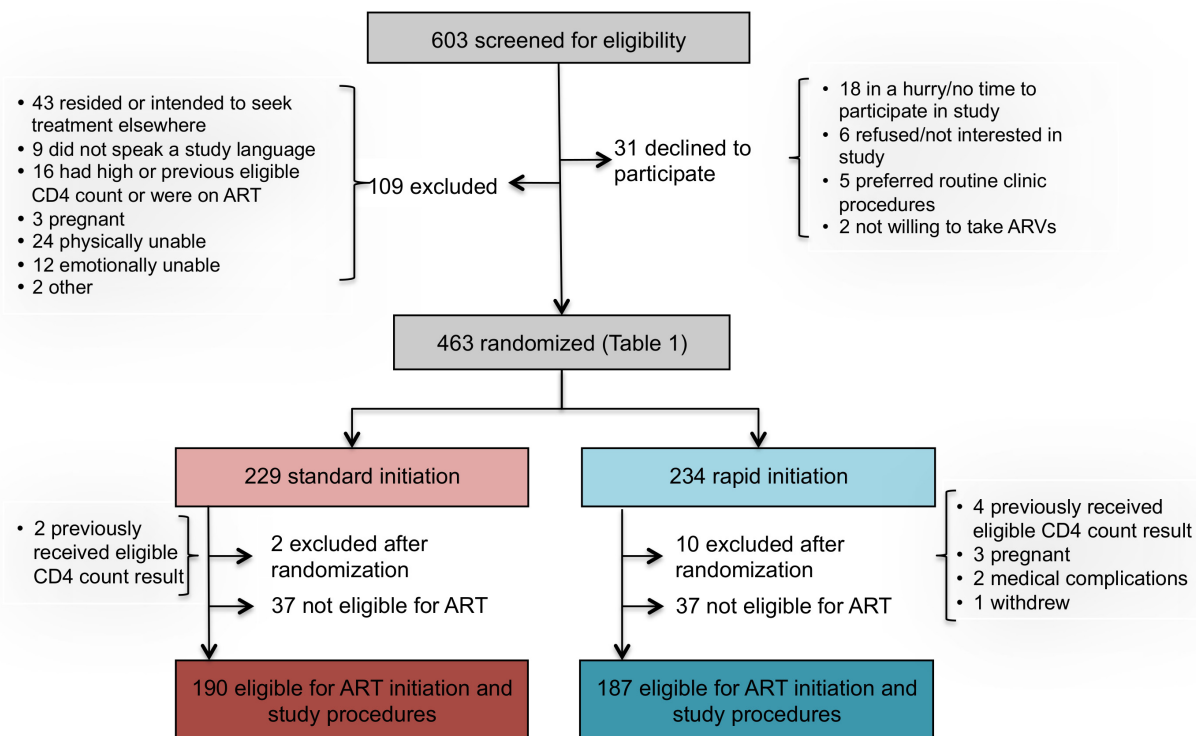 603 screened for eligibility
• 43 resided or intended to seek
treatment elsewhere
• 9 did not speak a study language
• 16 had high or previous eligible
CD4 count or were on ART
• 3 pregnant
• 24 physically unable
• 12 emotionally unable
• 2 other
109 excluded
31 declined to
participate
• 18 in a hurry/no time to
participate in study
• 6 refused/not interested in
study
• 5 preferred routine clinic
procedures
• 2 not willing to take ARVs
463 randomized (Table 1)
229 standard initiation
234 rapid initiation
• 2 previously
received eligible
CD4 count result
2 excluded after
randomization
37 not eligible for ART
10 excluded after
randomization
37 not eligible for ART
• 4 previously received
eligible CD4 count result
• 3 pregnant
• 2 medical complications
• 1 withdrew
190 eligible for ART initiation and
study procedures
187 eligible for ART initiation and
study procedures